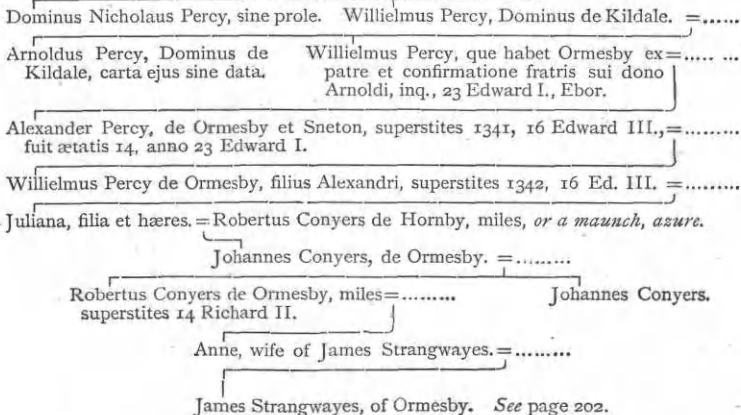 Dominus Nicholaus Percy, sine prole. Willielmus Percy, Dominus de Kildale. =......
Arnoldus Percy, Dominus de Willielmus Percy, que habet Ormesby ex=..... ...
Kildale, carta ejus sine data. patre et confirmatione fratris sui dono
Arnoldi, inq., 23 Edward I., Ebor.
Alexander Percy, de Ormesby et Sneton, superstites 1341, 16 Edward III.,=.........
fuit ætatis 14, anno 23 Edward I.
Willielmus Percy de Ormesby, filius Alexandri, superstites 1342, 16 Ed. III. =.........
Juliana, filia et hæres.=Robertus Conyers de Hornby, miles, or a maunch, azure.
Johannes Conyers, de Ormesby. =.........
Robertus Conyers de Ormesby, miles=......... Johannes Conyers.
superstites 14 Richard II.
Anne, wife of James Strangwayes.=.........
James Strangwayes, of Ormesby. See page 202.